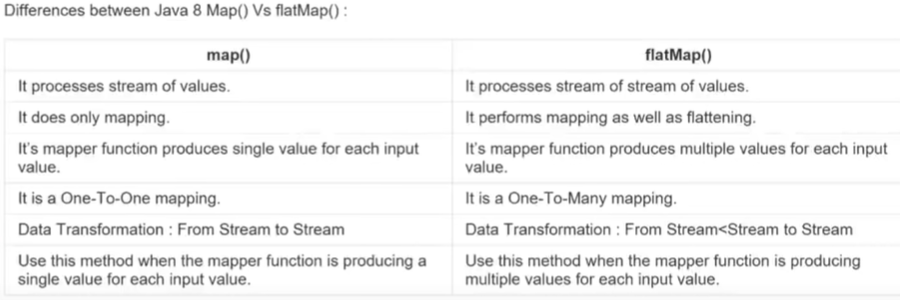 Differences between Java 8 Map() Vs flatMap() :
map()
flatMap()
It processes stream of values.
It processes stream of stream of values.
It does only mapping.
It performs mapping as well as flattening.
It's mapper function produces single value for each input
value.
It's mapper function produces multiple values for each input
value.
It is a One-To-One mapping.
It is a One-To-Many mapping.
Data Transformation : From Stream to Stream
Data Transformation : From Stream<Stream to Stream
Use this method when the mapper function is producing a
single value for each input value.
Use this method when the mapper function is producing
multiple values for each input value.